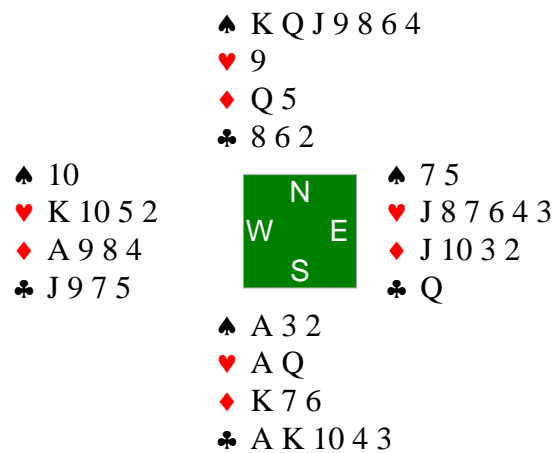 ♠ K Q J 9 8 6 4
♥ 9
♦ Q 5
♣ 8 6 2
♠ 10
♥ K 10 5 2
♦ A 9 8 4
♣ J 9 7 5
N
W E
S
♠ 7 5
♥ J 8 7 6 4 3
♦ J 10 3 2
♣ Q
♠ A 3 2
♥ A Q
♦ K 7 6
♣ A K 10 4 3